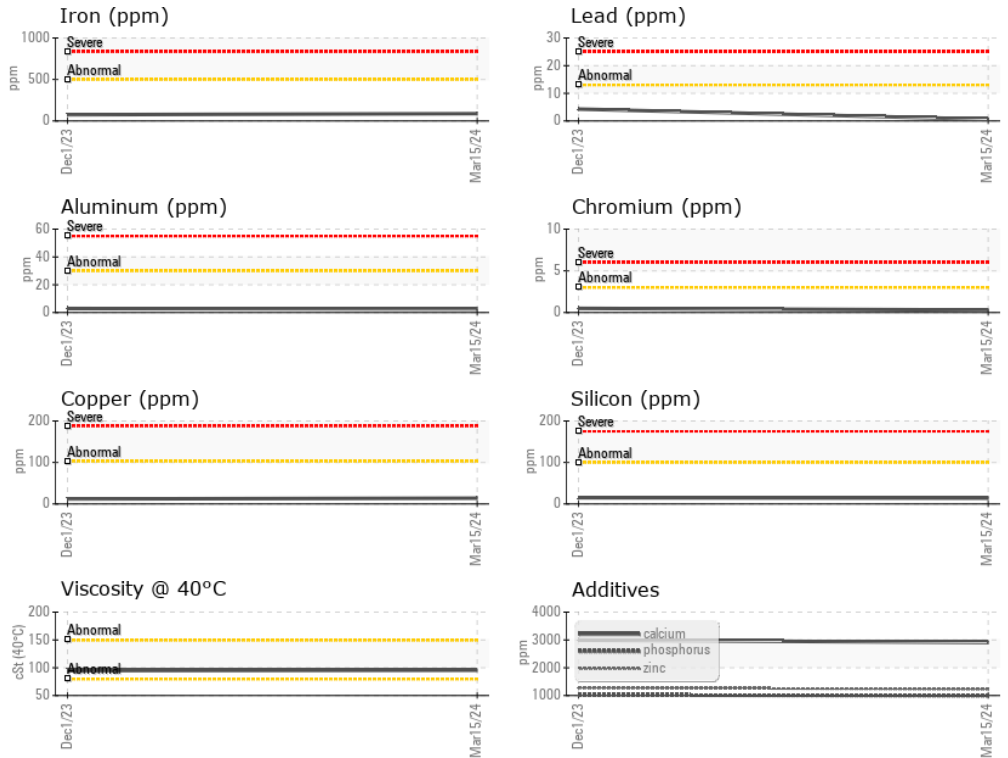 Iron (ppm)
1000
500
0
ppm
Severe
Abnormal
Dec1/23
Mar15/24
Lead (ppm)
30
20
10
0
ppm
Severe
Abnormal
Dec1/23
Mar15/24
Aluminum (ppm)
60
40
20
0
ppm
Severe
Abnormal
Dec1/23
Mar15/24
Chromium (ppm)
10
5
0
ppm
Severe
Abnormal
Dec1/23
Mar15/24
Copper (ppm)
200
100
0
ppm
Severe
Abnormal
Dec1/23
Mar15/24
Silicon (ppm)
200
100
0
ppm
Severe
Abnormal
Dec1/23
Mar15/24
Viscosity @ 40°C
200
150
100
50
cSt (40°C)
Abnormal
Abnormal
Dec1/23
Mar15/24
Additives
4000
3000
2000
1000
ppm
calcium
phosphorus
zinc
Dec1/23
Mar15/24